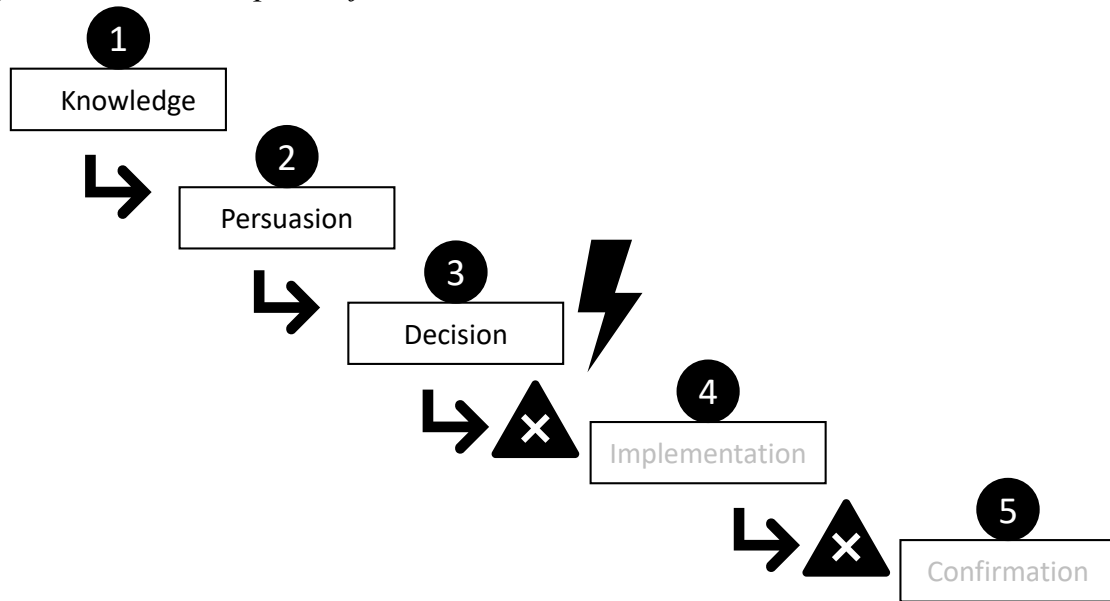 1
Knowledge
2
Persuasion
3
Decision
4
Implementation
5
Confirmation